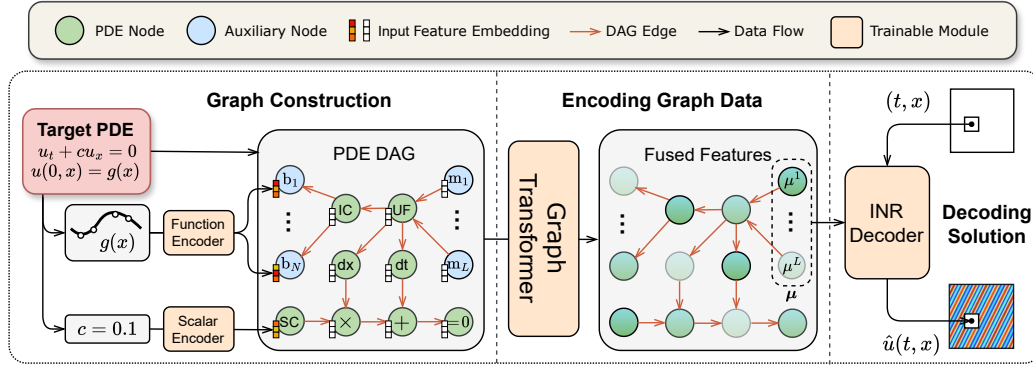 PDE Node
Auxiliary Node
Input Feature Embedding
DAG Edge
Data Flow
Trainable Module
Graph Construction
Encoding Graph Data
(t, x)
Target PDE
u_t + cu_x = 0
u(0, x) = g(x)
PDE DAG
Fused Features
b_1
m_1
μ^1
IC
UF
g(x)
Function
Encoder
⋮
⋮
⋮
⋮
Graph
Transformer
INR
Decoder
Decoding
Solution
b_N
dx
dt
m_L
μ^L
μ
c = 0.1
Scalar
Encoder
SC
×
+
=0
û(t, x)